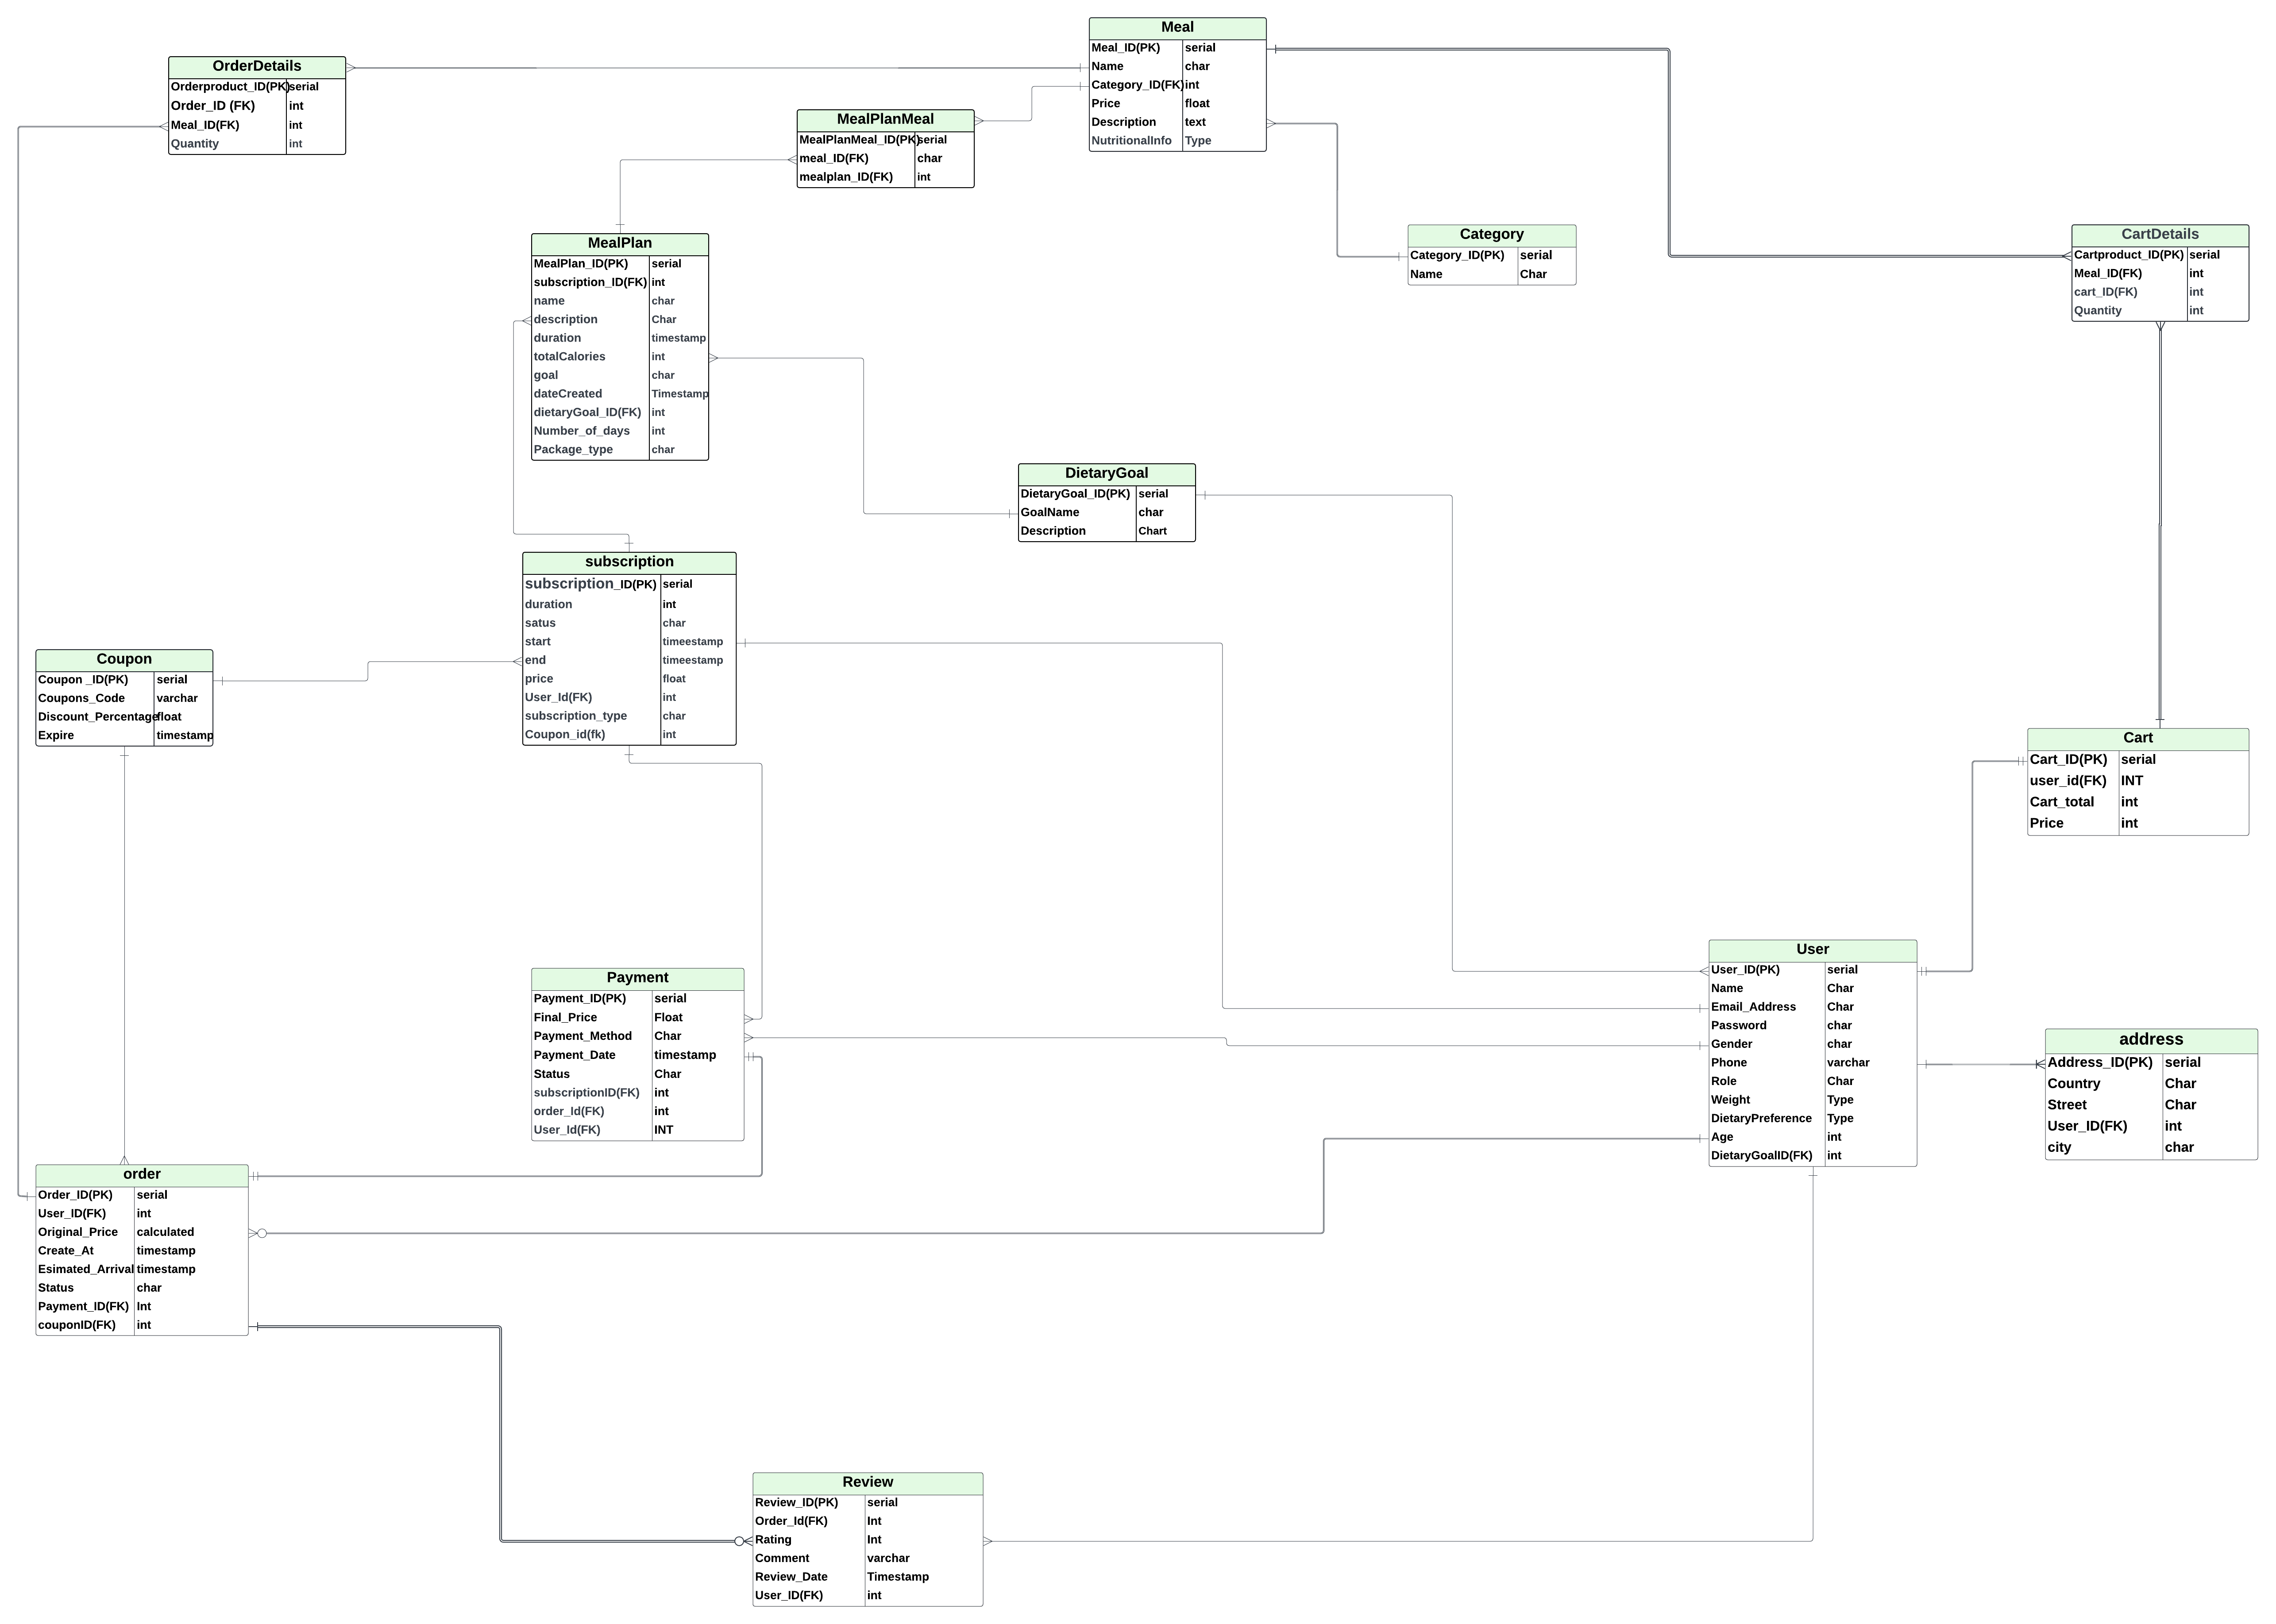 Meal
Meal_ID(PK) serial
Name char
Category_ID(FK) int
Price float
Description text
NutritionalInfo Type
OrderDetails
Orderproduct_ID(PK) serial
Order_ID (FK) int
Meal_ID(FK) int
Quantity int
MealPlanMeal
MealPlanMeal_ID(PK) serial
meal_ID(FK) char
mealplan_ID(FK) int
Category
Category_ID(PK) serial
Name Char
CartDetails
Cartproduct_ID(PK) serial
Meal_ID(FK) int
cart_ID(FK) int
Quantity int
MealPlan
MealPlan_ID(PK) serial
subscription_ID(FK) int
name char
description Char
duration timestamp
totalCalories int
goal char
dateCreated Timestamp
dietaryGoal_ID(FK) int
Number_of_days int
Package_type char
DietaryGoal
DietaryGoal_ID(PK) serial
GoalName char
Description Chart
subscription
subscription_ID(PK) serial
duration int
satus char
start timeestamp
end timeestamp
price float
User_Id(FK) int
subscription_type char
Coupon_id(fk) int
Coupon
Coupon _ID(PK) serial
Coupons_Code varchar
Discount_Percentage float
Expire timestamp
Cart
Cart_ID(PK) serial
user_id(FK) INT
Cart_total int
Price int
User
User_ID(PK) serial
Name Char
Email_Address Char
Password char
Gender char
Phone varchar
Role Char
Weight Type
DietaryPreference Type
Age int
DietaryGoalID(FK) int
Payment
Payment_ID(PK) serial
Final_Price Float
Payment_Method Char
Payment_Date timestamp
Status Char
subscriptionID(FK) int
order_Id(FK) int
User_Id(FK) INT
address
Address_ID(PK) serial
Country Char
Street Char
User_ID(FK) int
city char
order
Order_ID(PK) serial
User_ID(FK) int
Original_Price calculated
Create_At timestamp
Esimated_Arrival timestamp
Status char
Payment_ID(FK) Int
couponID(FK) int
Review
Review_ID(PK) serial
Order_Id(FK) Int
Rating Int
Comment varchar
Review_Date Timestamp
User_ID(FK) int